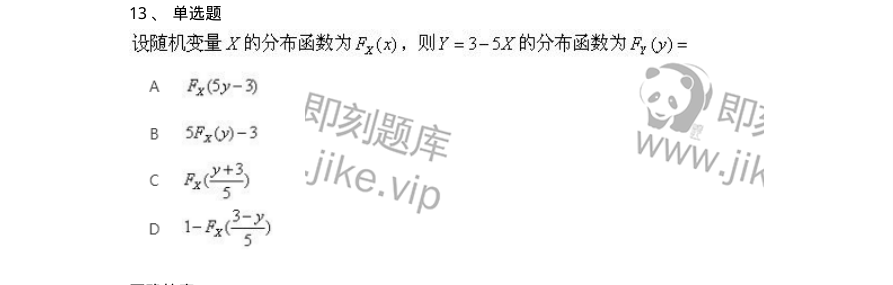 13 、 单选题
设随机变量 X 的分布函数为 F_X(x)，则 Y = 3－5X 的分布函数为 F_Y (y) =
A F_X(5y－3)
B 5F_X(y)－3
C F_X((y+3)/5)
D 1－F_X((3－y)/5)
即刻题库
.jike.vip
即刻
www.jik